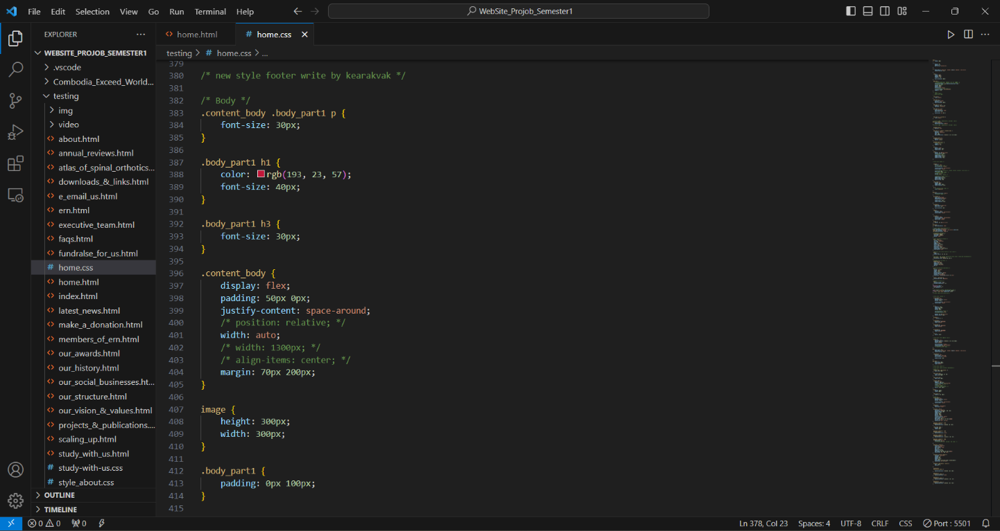 File Edit Selection View Go Run Terminal Help
WebSite_Projob_Semester1
EXPLORER
WEBSITE_PROJOB_SEMESTER1
.vscode
Combodia_Exceed_World...
testing
img
video
about.html
annual_reviews.html
atlas_of_spinal_orthotics...
downloads_&_links.html
e_email_us.html
ern.html
executive_team.html
faqs.html
fundralse_for_us.html
# home.css
home.html
index.html
latest_news.html
make_a_donation.html
members_of_ern.html
our_awards.html
our_history.html
our_social_businesses.ht...
our_structure.html
our_vision_&_values.html
projects_&_publications....
scaling_up.html
study_with_us.html
# study-with-us.css
# style_about.css
OUTLINE
TIMELINE
home.html # home.css
testing > # home.css > ...
379
380 /* new style footer write by kearakvak */
381
382 /* Body */
383 .content_body .body_part1 p {
384 font-size: 30px;
385 }
386
387 .body_part1 h1 {
388 color: rgb(193, 23, 57);
389 font-size: 40px;
390 }
391
392 .body_part1 h3 {
393 font-size: 30px;
394 }
395
396 .content_body {
397 display: flex;
398 padding: 50px 0px;
399 justify-content: space-around;
400 /* position: relative; */
401 width: auto;
402 /* width: 1300px; */
403 /* align-items: center; */
404 margin: 70px 200px;
405 }
406
407 image {
408 height: 300px;
409 width: 300px;
410 }
411
412 .body_part1 {
413 padding: 0px 100px;
414 }
415
0 0 0
Ln 378, Col 23 Spaces: 4 UTF-8 CRLF CSS Port : 5501